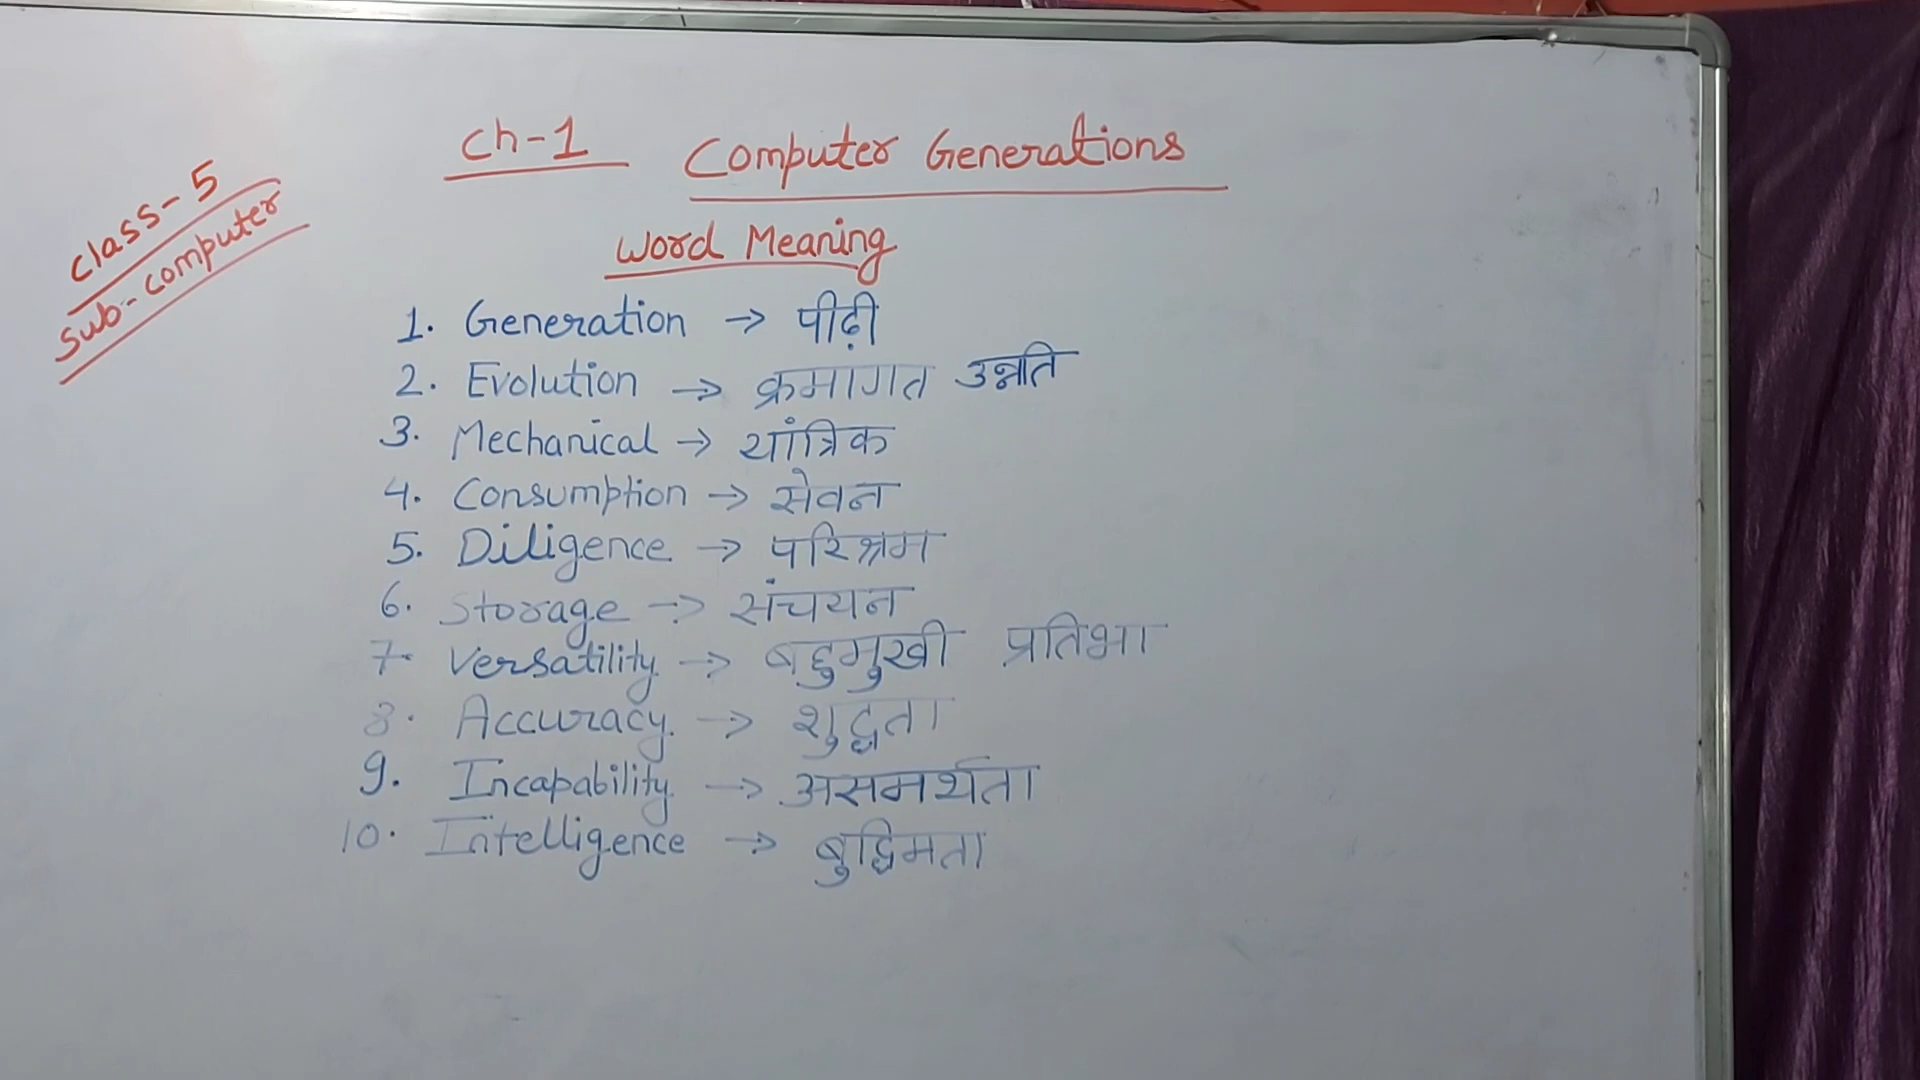 Class-5
Sub-Computer
Ch-1 Computer Generations
Word Meaning
1. Generation → पीढ़ी
2. Evolution → क्रमागत उन्नति
3. Mechanical → यांत्रिक
4. Consumption → सेवन
5. Diligence → परिश्रम
6. Storage → संचयन
7. Versatility → बहुमुखी प्रतिभा
8. Accuracy → शुद्धता
9. Incapability → असमर्थता
10. Intelligence → बुद्धिमता